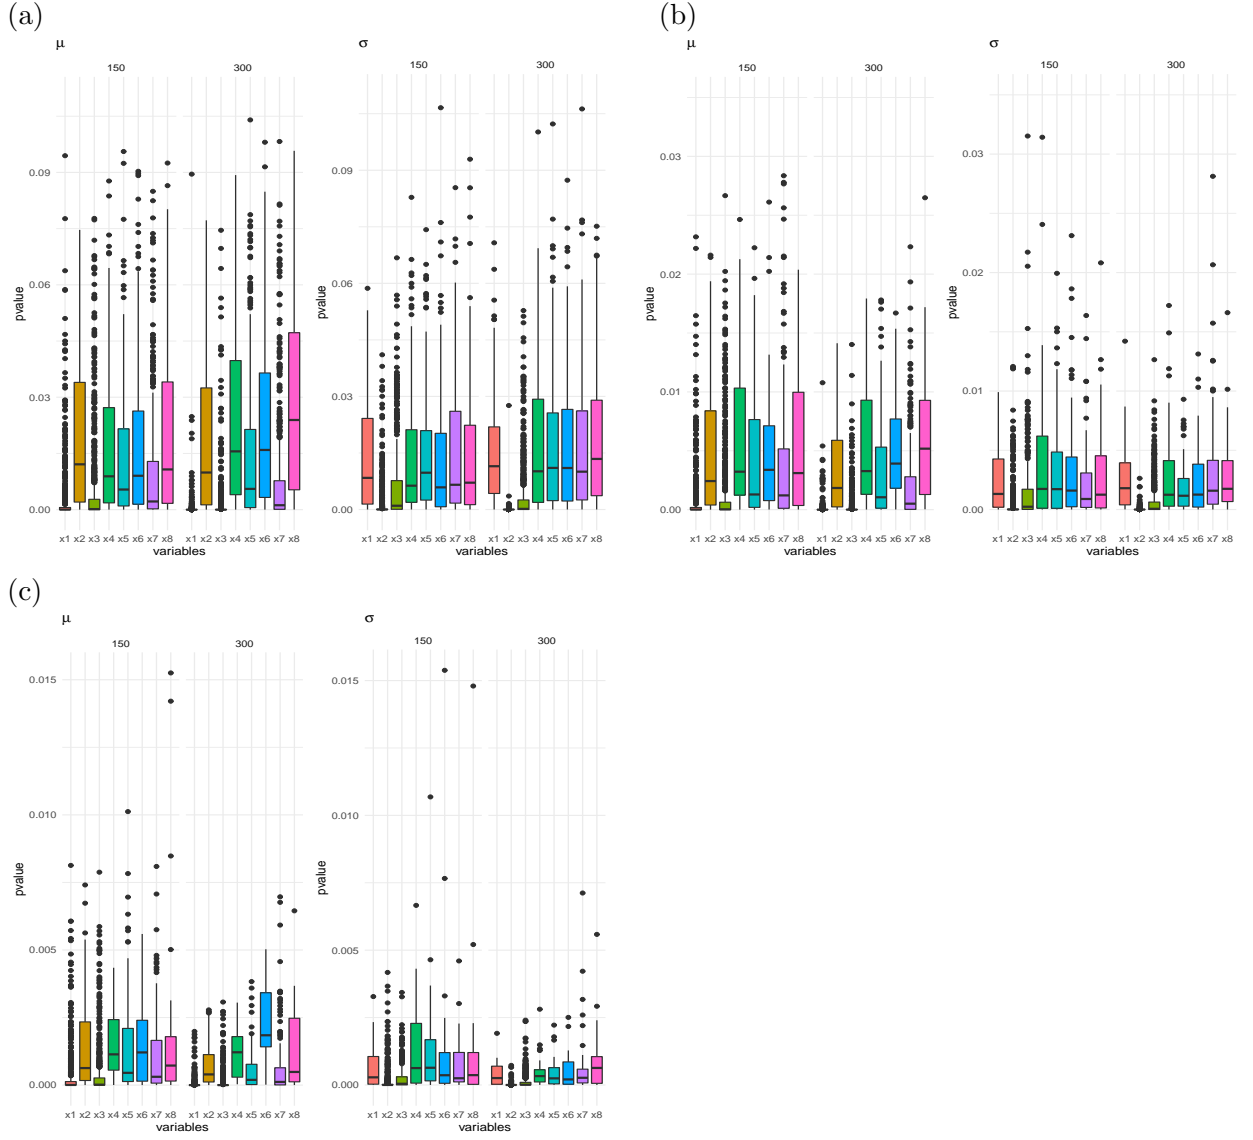 (a)
μ
150
300
pvalue
0.09
0.06
0.03
0.00
x1 x2 x3 x4 x5 x6 x7 x8
x1 x2 x3 x4 x5 x6 x7 x8
variables
σ
150
300
pvalue
0.09
0.06
0.03
0.00
x1 x2 x3 x4 x5 x6 x7 x8
x1 x2 x3 x4 x5 x6 x7 x8
variables
(b)
μ
150
300
pvalue
0.03
0.02
0.01
0.00
x1 x2 x3 x4 x5 x6 x7 x8
x1 x2 x3 x4 x5 x6 x7 x8
variables
σ
150
300
pvalue
0.03
0.02
0.01
0.00
x1 x2 x3 x4 x5 x6 x7 x8
x1 x2 x3 x4 x5 x6 x7 x8
variables
(c)
μ
150
300
pvalue
0.015
0.010
0.005
0.000
x1 x2 x3 x4 x5 x6 x7 x8
x1 x2 x3 x4 x5 x6 x7 x8
variables
σ
150
300
pvalue
0.015
0.010
0.005
0.000
x1 x2 x3 x4 x5 x6 x7 x8
x1 x2 x3 x4 x5 x6 x7 x8
variables